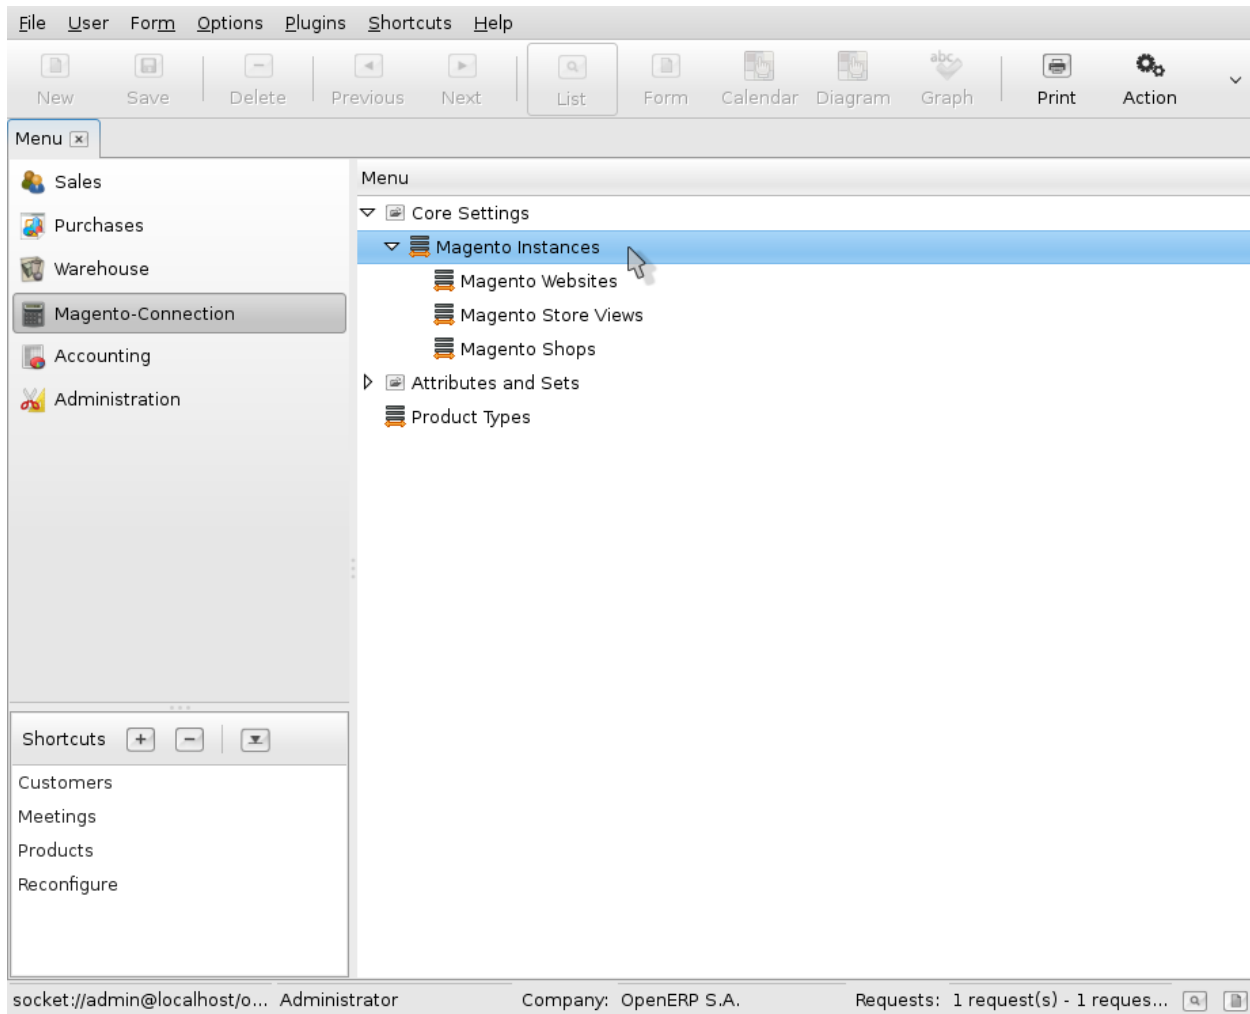 File User Form Options Plugins Shortcuts Help
New Save Delete Previous Next List Form Calendar Diagram abc Graph Print Action
Menu
Sales
Purchases
Warehouse
Magento-Connection
Accounting
Administration
Menu
Core Settings
Magento Instances
Magento Websites
Magento Store Views
Magento Shops
Attributes and Sets
Product Types
Shortcuts
Customers
Meetings
Products
Reconfigure
socket://admin@localhost/o... Administrator Company: OpenERP S.A. Requests: 1 request(s) - 1 reques...